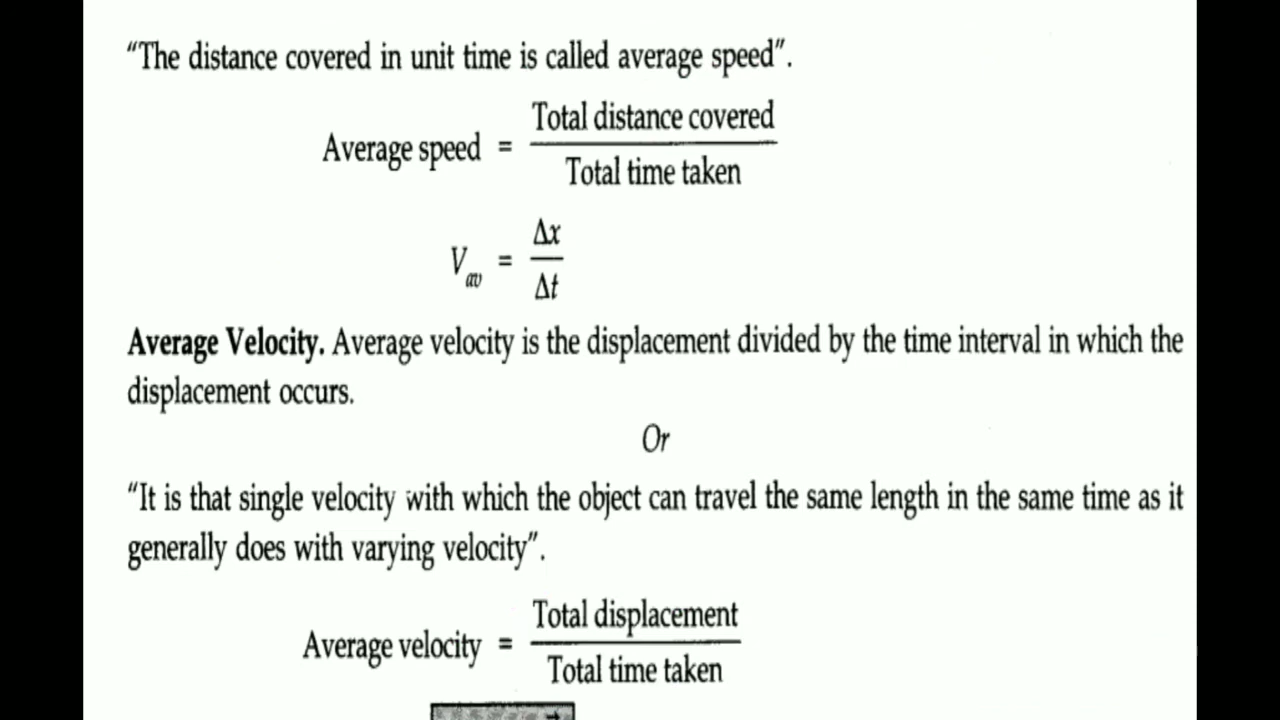 “The distance covered in unit time is called average speed”.
Average speed = Total distance covered / Total time taken
V_av = Δx / Δt
Average Velocity. Average velocity is the displacement divided by the time interval in which the
displacement occurs.
Or
“It is that single velocity with which the object can travel the same length in the same time as it
generally does with varying velocity”.
Average velocity = Total displacement / Total time taken